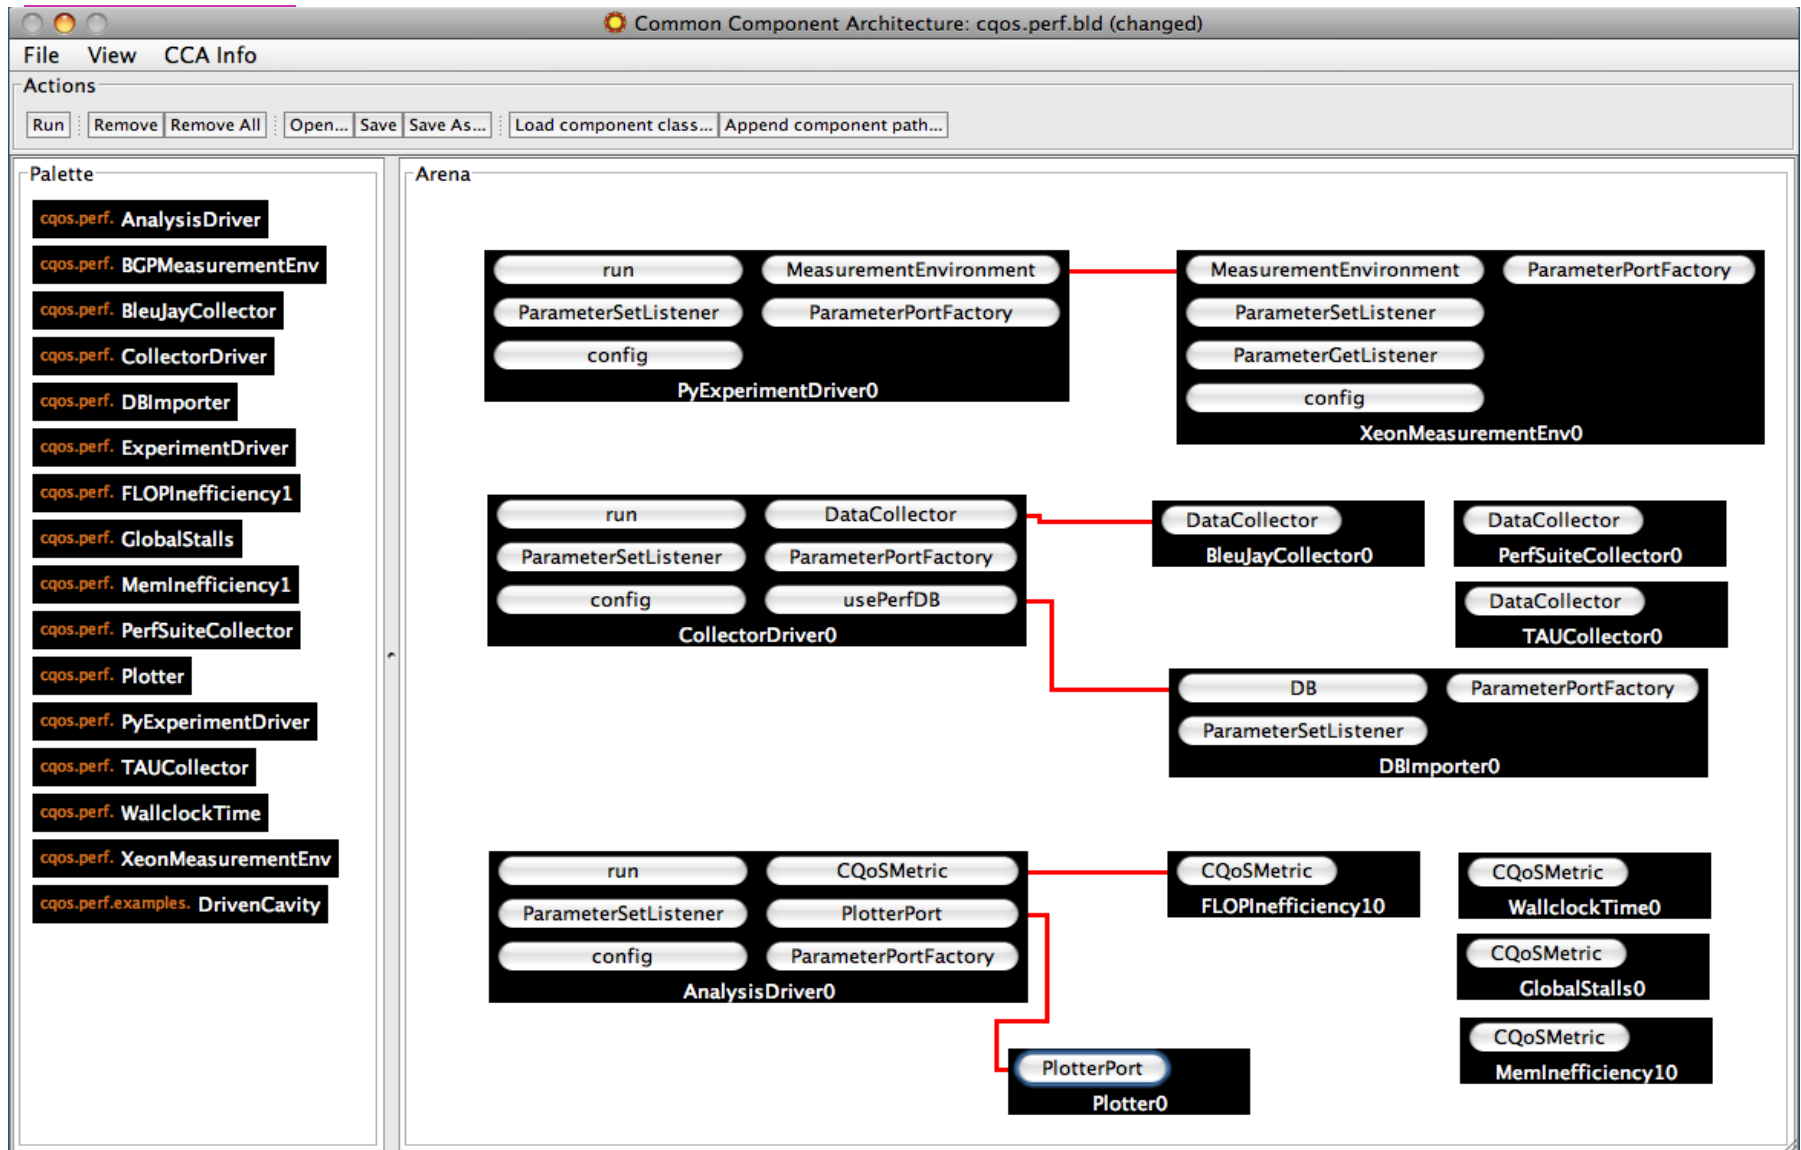 Common Component Architecture: cqos.perf.bld (changed)
File View CCA Info
Actions
Run Remove Remove All Open... Save Save As... Load component class... Append component path...
Palette
cqos.perf. AnalysisDriver
cqos.perf. BGPMeasurementEnv
cqos.perf. BleuJayCollector
cqos.perf. CollectorDriver
cqos.perf. DBImporter
cqos.perf. ExperimentDriver
cqos.perf. FLOPInefficiency1
cqos.perf. GlobalStalls
cqos.perf. MemInefficiency1
cqos.perf. PerfSuiteCollector
cqos.perf. Plotter
cqos.perf. PyExperimentDriver
cqos.perf. TAUCollector
cqos.perf. WallclockTime
cqos.perf. XeonMeasurementEnv
cqos.perf.examples. DrivenCavity
Arena
run MeasurementEnvironment
ParameterSetListener ParameterPortFactory
config
PyExperimentDriver0
MeasurementEnvironment ParameterPortFactory
ParameterSetListener
ParameterGetListener
config
XeonMeasurementEnv0
run DataCollector
ParameterSetListener ParameterPortFactory
config usePerfDB
CollectorDriver0
DataCollector
BleuJayCollector0
DataCollector
PerfSuiteCollector0
DataCollector
TAUCollector0
DB ParameterPortFactory
ParameterSetListener
DBImporter0
run CQoSMetric
ParameterSetListener PlotterPort
config ParameterPortFactory
AnalysisDriver0
CQoSMetric
FLOPInefficiency10
CQoSMetric
WallclockTime0
CQoSMetric
GlobalStalls0
CQoSMetric
MemInefficiency10
PlotterPort
Plotter0